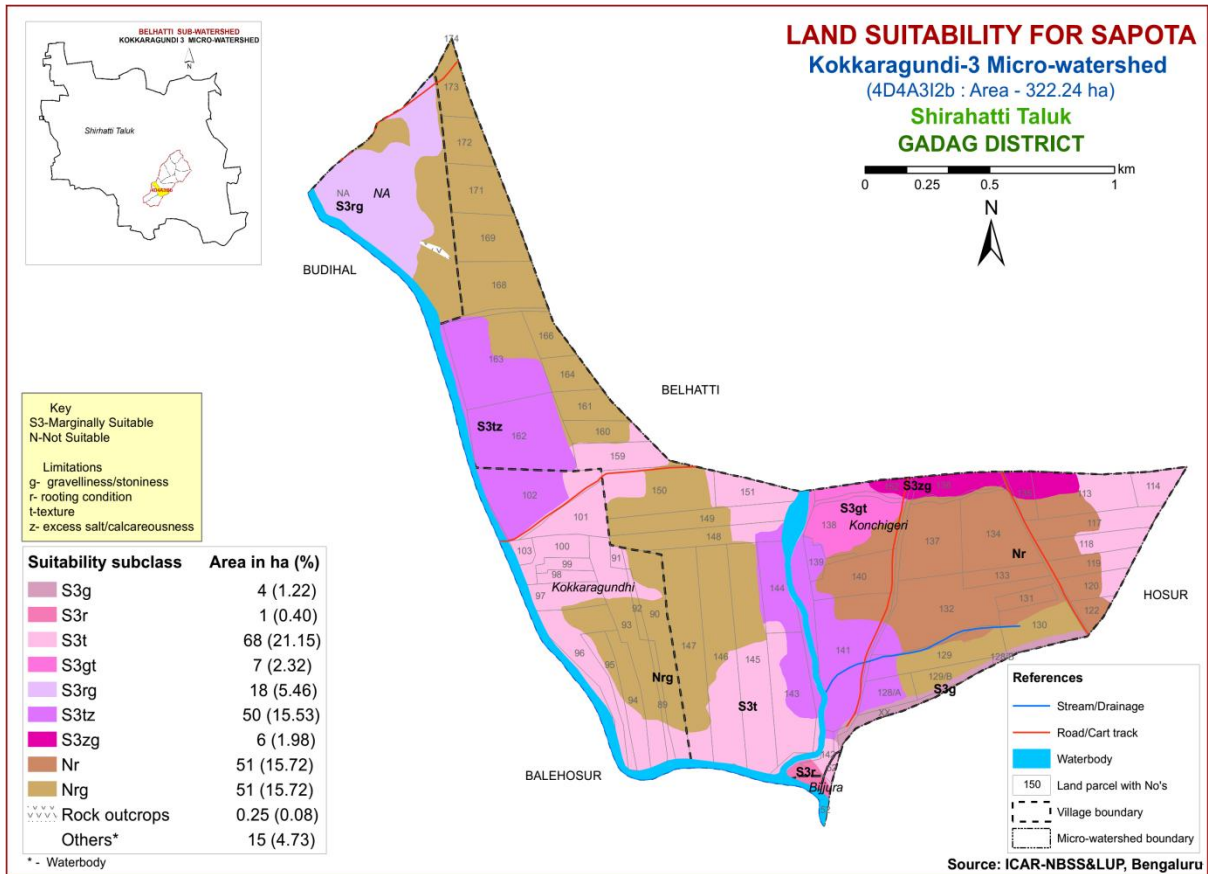 BELHATTI SUB-WATERSHED
KOKKARAGUNDI 3 MICRO-WATERSHED
N
Shirhatti Taluk
LAND SUITABILITY FOR SAPOTA
Kokkaragundi-3 Micro-watershed
(4D4A3I2b : Area - 322.24 ha)
Shirahatti Taluk
GADAG DISTRICT
km
0 0.25 0.5 1
N
174
173
172
NA
NA
S3rg
171
169
BUDIHAL
168
166
163
164
BELHATTI
161
S3tz
162
160
159
102
150
151
S3zg
113
114
101
149
S3gt
138
Konchigeri
117
148
137
134
118
103
100
91
139
Nr
99
98
140
119
Kokkaragundhi
133
120
97
144
131
92
90
132
122
HOSUR
93
130
147
96
95
146
145
141
129
128/B
129/B
Nrg
94
89
S3t
143
128/A
S3g
XX
142
S3r
BALEHOSUR
Bijjura
Key
S3-Marginally Suitable
N-Not Suitable
Limitations
g- gravelliness/stoniness
r- rooting condition
t-texture
z- excess salt/calcareousness
Suitability subclass Area in ha (%)
S3g 4 (1.22)
S3r 1 (0.40)
S3t 68 (21.15)
S3gt 7 (2.32)
S3rg 18 (5.46)
S3tz 50 (15.53)
S3zg 6 (1.98)
Nr 51 (15.72)
Nrg 51 (15.72)
Rock outcrops 0.25 (0.08)
Others* 15 (4.73)
* - Waterbody
References
Stream/Drainage
Road/Cart track
Waterbody
150 Land parcel with No's
Village boundary
Micro-watershed boundary
Source: ICAR-NBSS&LUP, Bengaluru